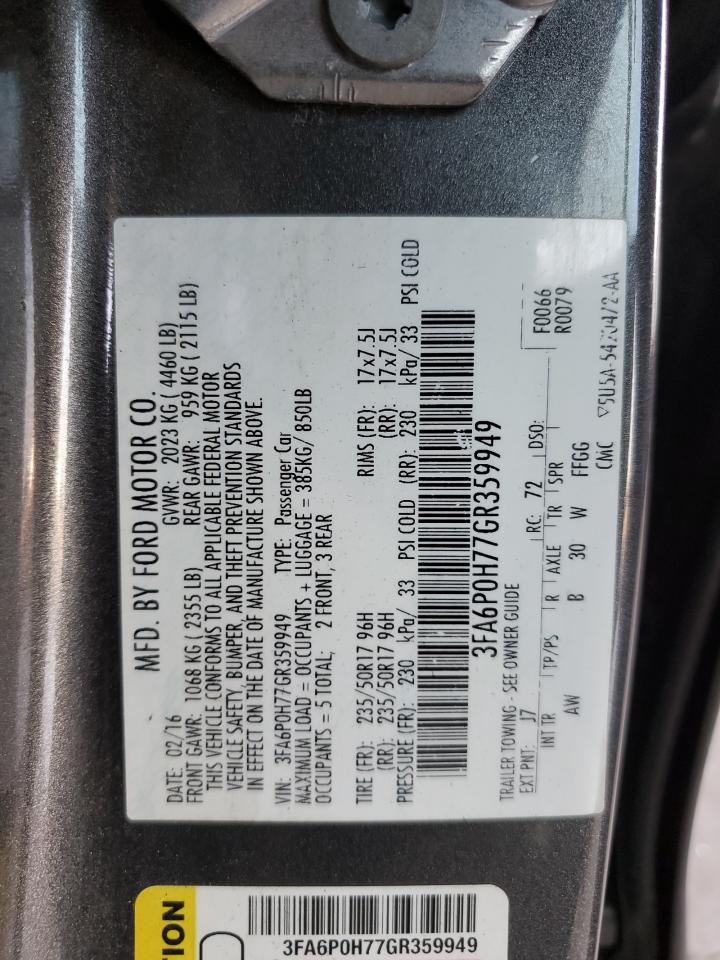 MFD. BY FORD MOTOR CO.
DATE: 02/16 GVWR: 2023 KG ( 4460 LB)
FRONT GAWR: 1068 KG ( 2355 LB) REAR GAWR: 959 KG ( 2115 LB)
THIS VEHICLE CONFORMS TO ALL APPLICABLE FEDERAL MOTOR
VEHICLE SAFETY, BUMPER, AND THEFT PREVENTION STANDARDS
IN EFFECT ON THE DATE OF MANUFACTURE SHOWN ABOVE.
VIN: 3FA6P0H77GR359949 TYPE: Passenger Car
MAXIMUM LOAD = OCCUPANTS + LUGGAGE = 385KG/ 850LB
OCCUPANTS = 5 TOTAL; 2 FRONT, 3 REAR
TIRE (FR): 235/50R17 96H RIMS (FR): 17x7.5J
(RR): 235/50R17 96H (RR): 17x7.5J
PRESSURE (FR): 230 kPa/ 33 PSI COLD (RR): 230 kPa/ 33 PSI COLD
3FA6P0H77GR359949
TRAILER TOWING - SEE OWNER GUIDE F0066
EXT PNT: J7 RC: 72 DSO: R0079
INT TR TP/PS R AXLE TR SPR
AW B 30 W FFGG
CMC
3FA6P0H77GR359949